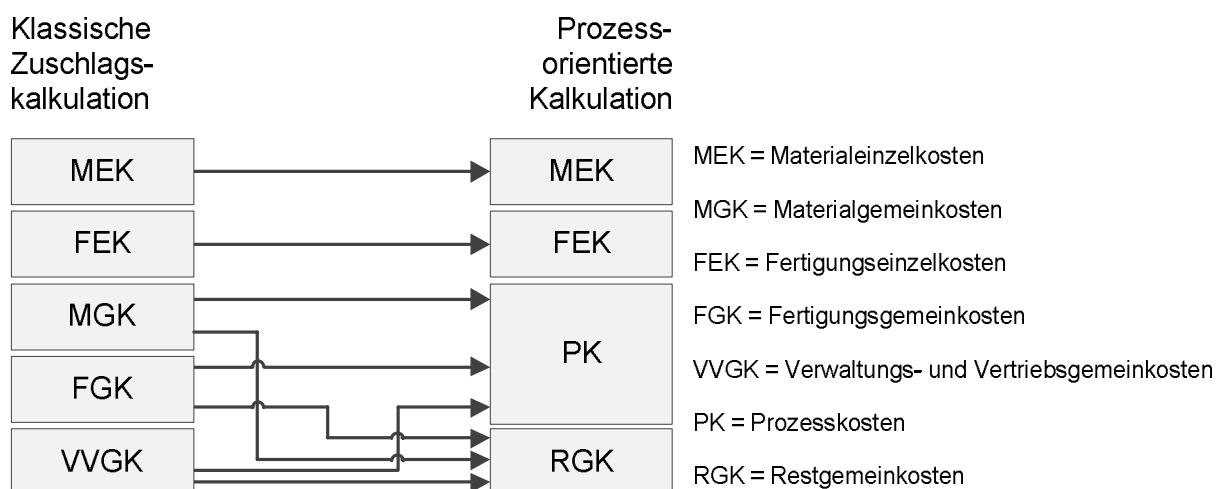 Klassische
Zuschlags-
kalkulation
Prozess-
orientierte
Kalkulation
MEK
FEK
MGK
FGK
VVGK
MEK
FEK
PK
RGK
MEK = Materialeinzelkosten
MGK = Materialgemeinkosten
FEK = Fertigungseinzelkosten
FGK = Fertigungsgemeinkosten
VVGK = Verwaltungs- und Vertriebsgemeinkosten
PK = Prozesskosten
RGK = Restgemeinkosten